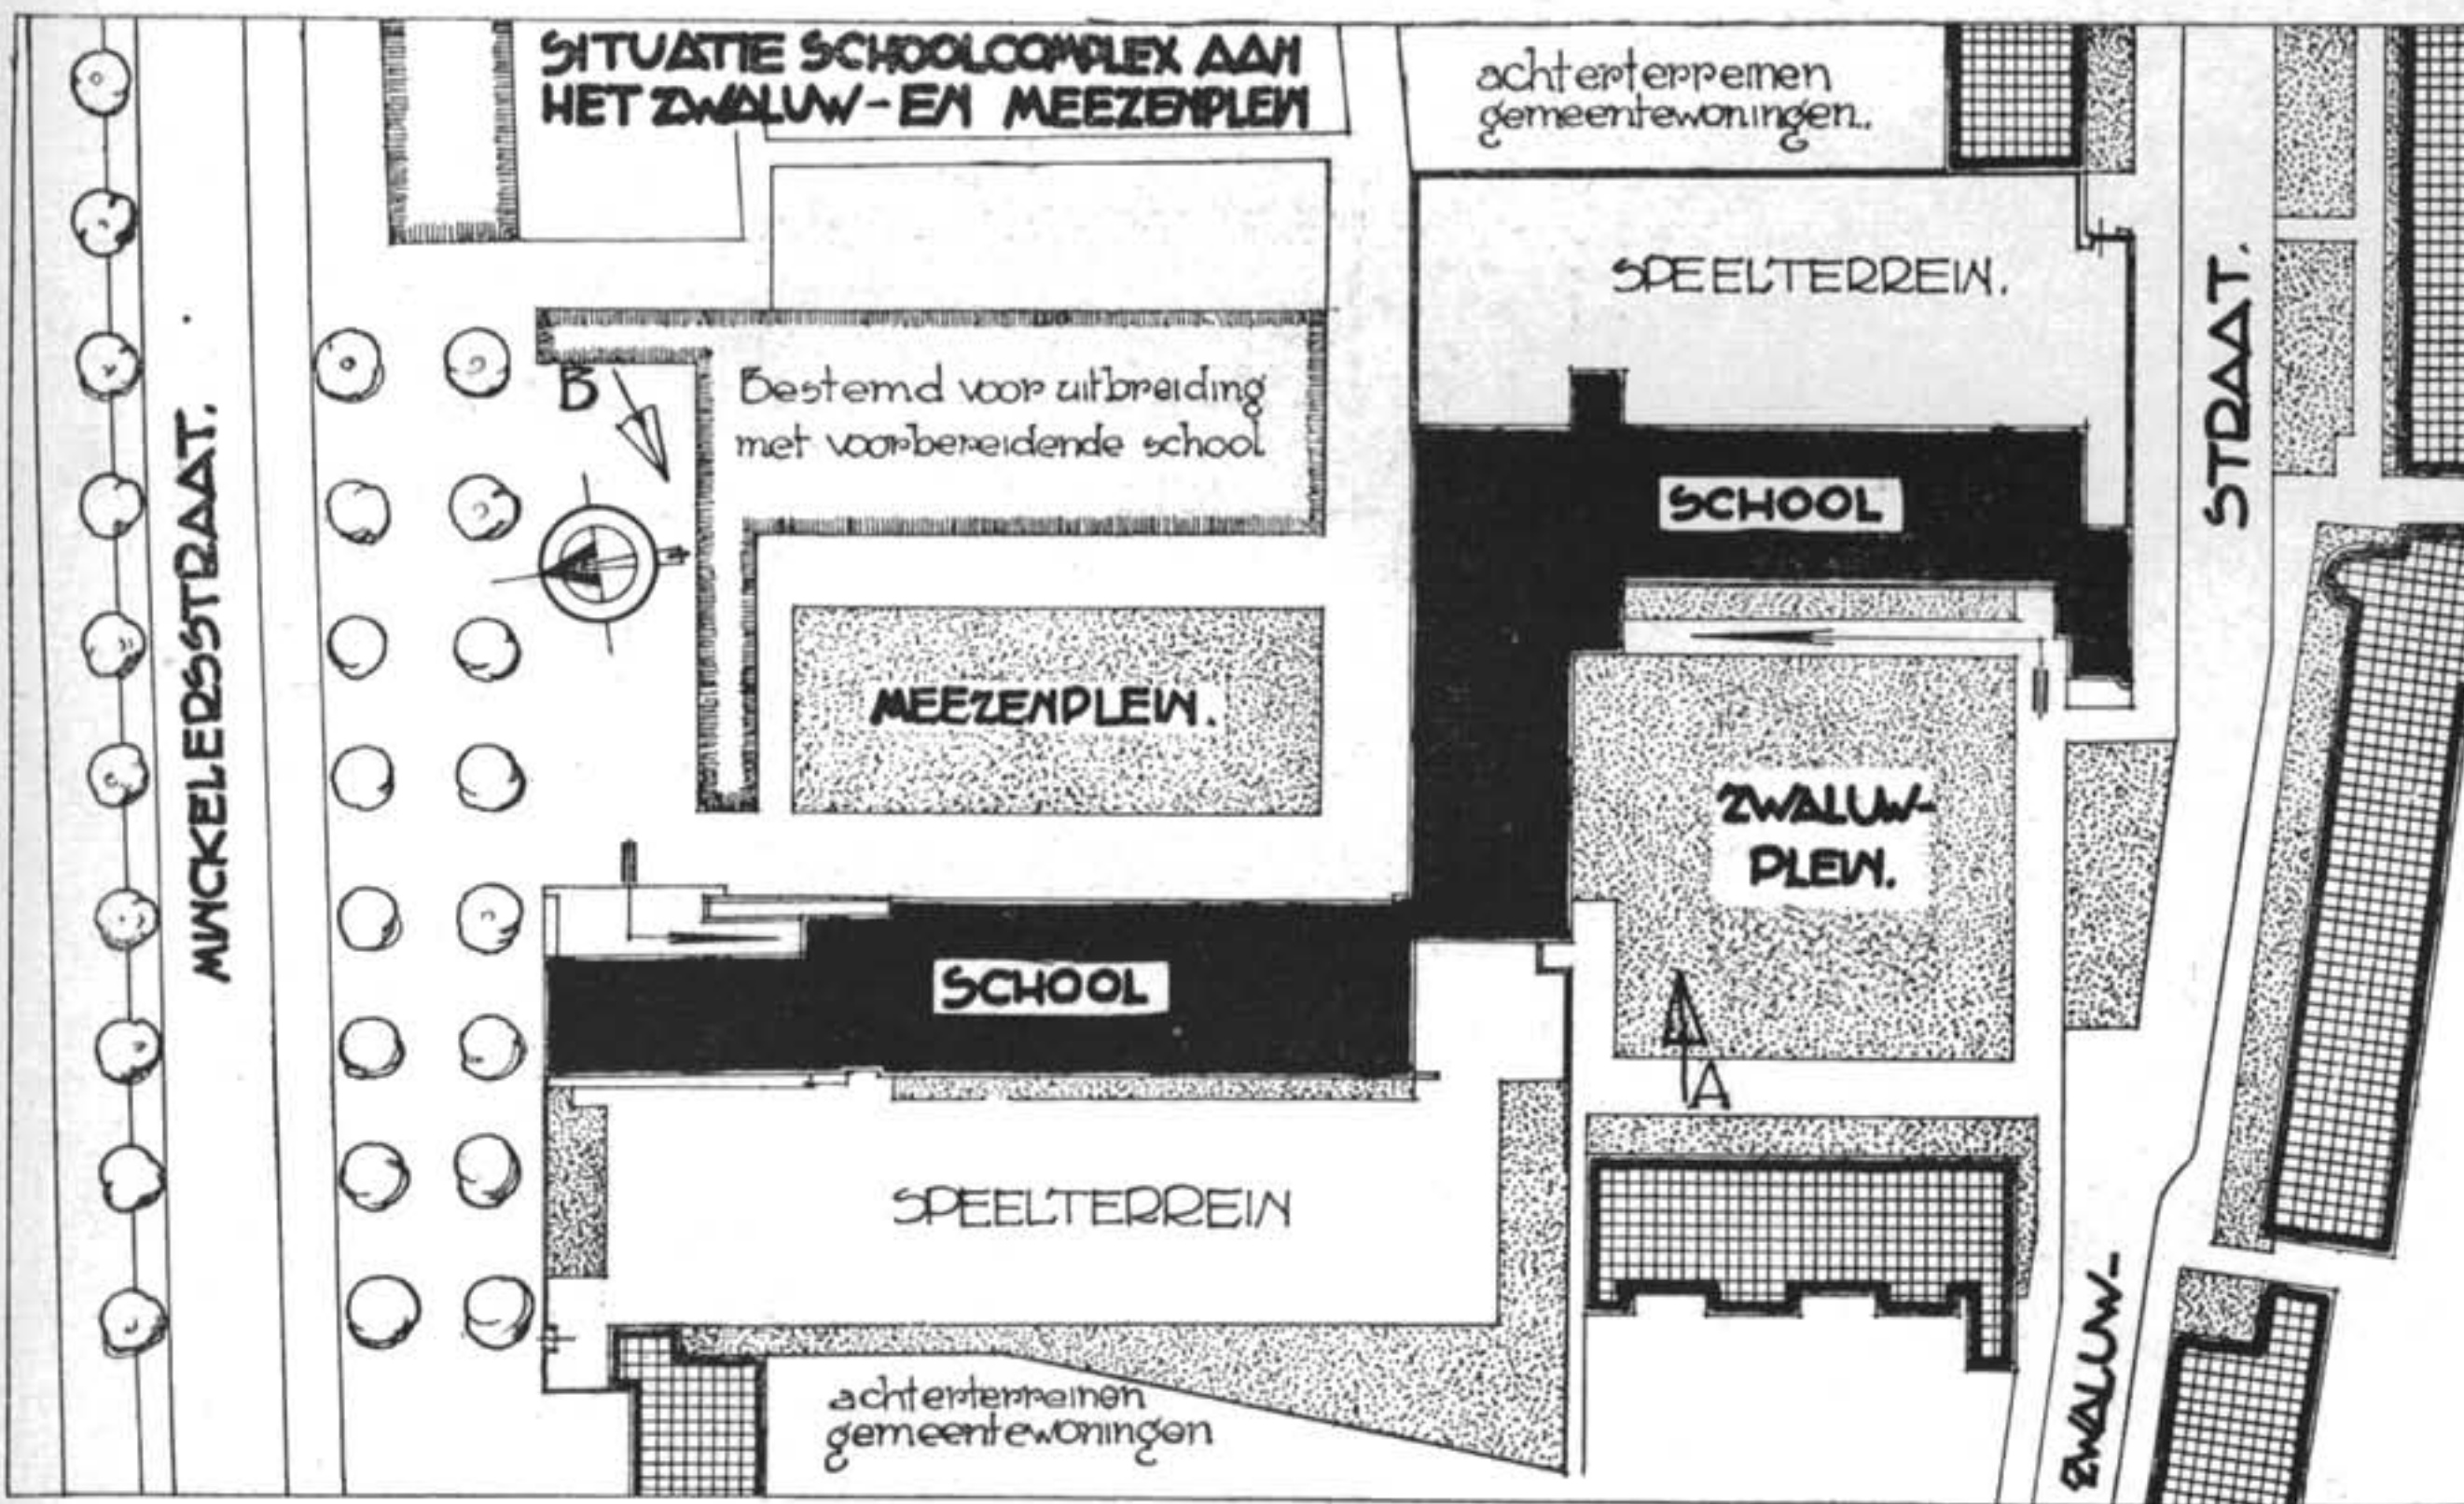 SITUATIE SCHOOLCOMPLEX AAN
HET ZWALUW-EN MEEZENPLEIN
achterterreinen
gemeentewoningen.
SPEELTERREIN.
STRAAT.
B
Bestemd voor uitbreiding
met voorbereidende school
MINCKELERSSTRAAT.
SCHOOL
MEEZENPLEIN.
ZWALUW-
PLEIN.
SCHOOL
A
SPEELTERREIN
ZWALUW-
achterterreinen
gemeentewoningen